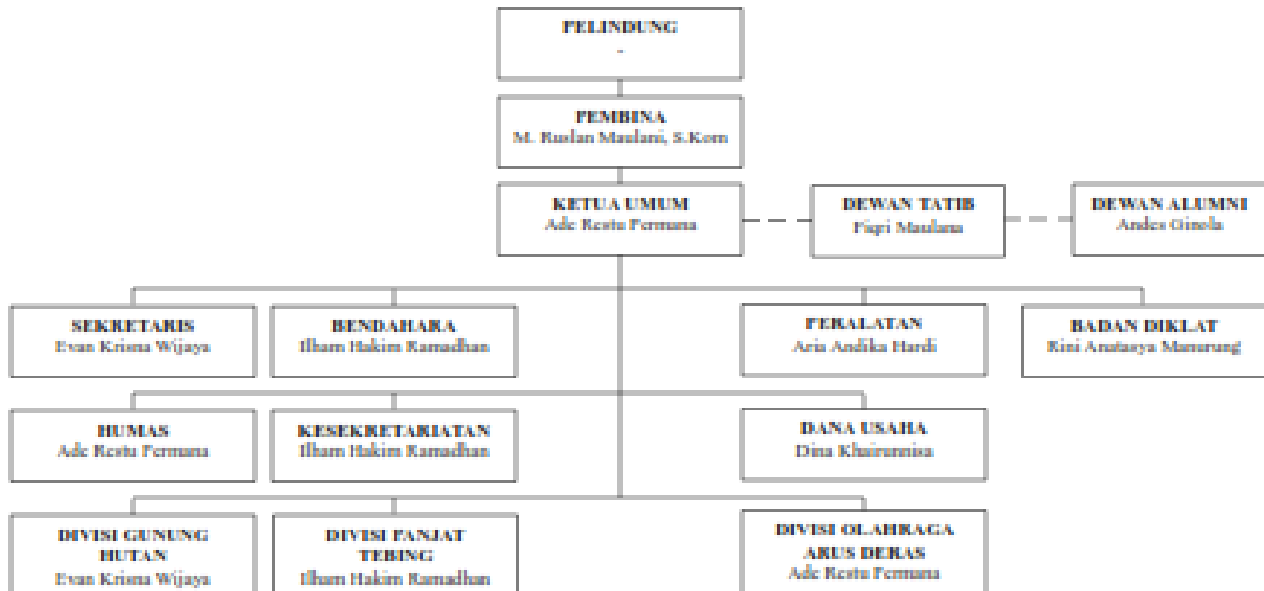 PELINDUNG
-
PEMBINA
M. Ruslan Maulani, S.Kom
KETUA UMUM
Ade Restu Permana
DEWAN TATIB
Fiqri Maulana
DEWAN ALUMNI
Andes Ginola
SEKRETARIS
Evan Krisna Wijaya
BENDAHARA
Ilham Hakim Ramadhan
PERALATAN
Aria Andika Hardi
BADAN DIKLAT
Rini Anatasya Manurung
HUMAS
Ade Restu Permana
KESEKRETARIATAN
Ilham Hakim Ramadhan
DANA USAHA
Dina Khairunnisa
DIVISI GUNUNG
HUTAN
Evan Krisna Wijaya
DIVISI PANJAT
TEBING
Ilham Hakim Ramadhan
DIVISI OLAHRAGA
ARUS DERAS
Ade Restu Permana